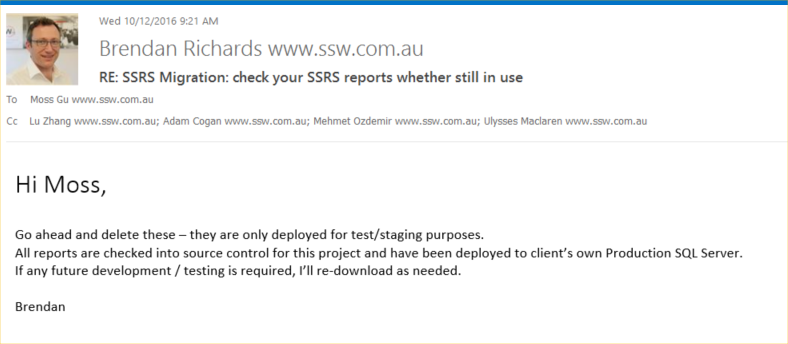 Wed 10/12/2016 9:21 AM
Brendan Richards www.ssw.com.au
RE: SSRS Migration: check your SSRS reports whether still in use
To Moss Gu www.ssw.com.au
Cc Lu Zhang www.ssw.com.au; Adam Cogan www.ssw.com.au; Mehmet Ozdemir www.ssw.com.au; Ulysses Maclaren www.ssw.com.au
Hi Moss,
Go ahead and delete these – they are only deployed for test/staging purposes.
All reports are checked into source control for this project and have been deployed to client’s own Production SQL Server.
If any future development / testing is required, I’ll re-download as needed.
Brendan